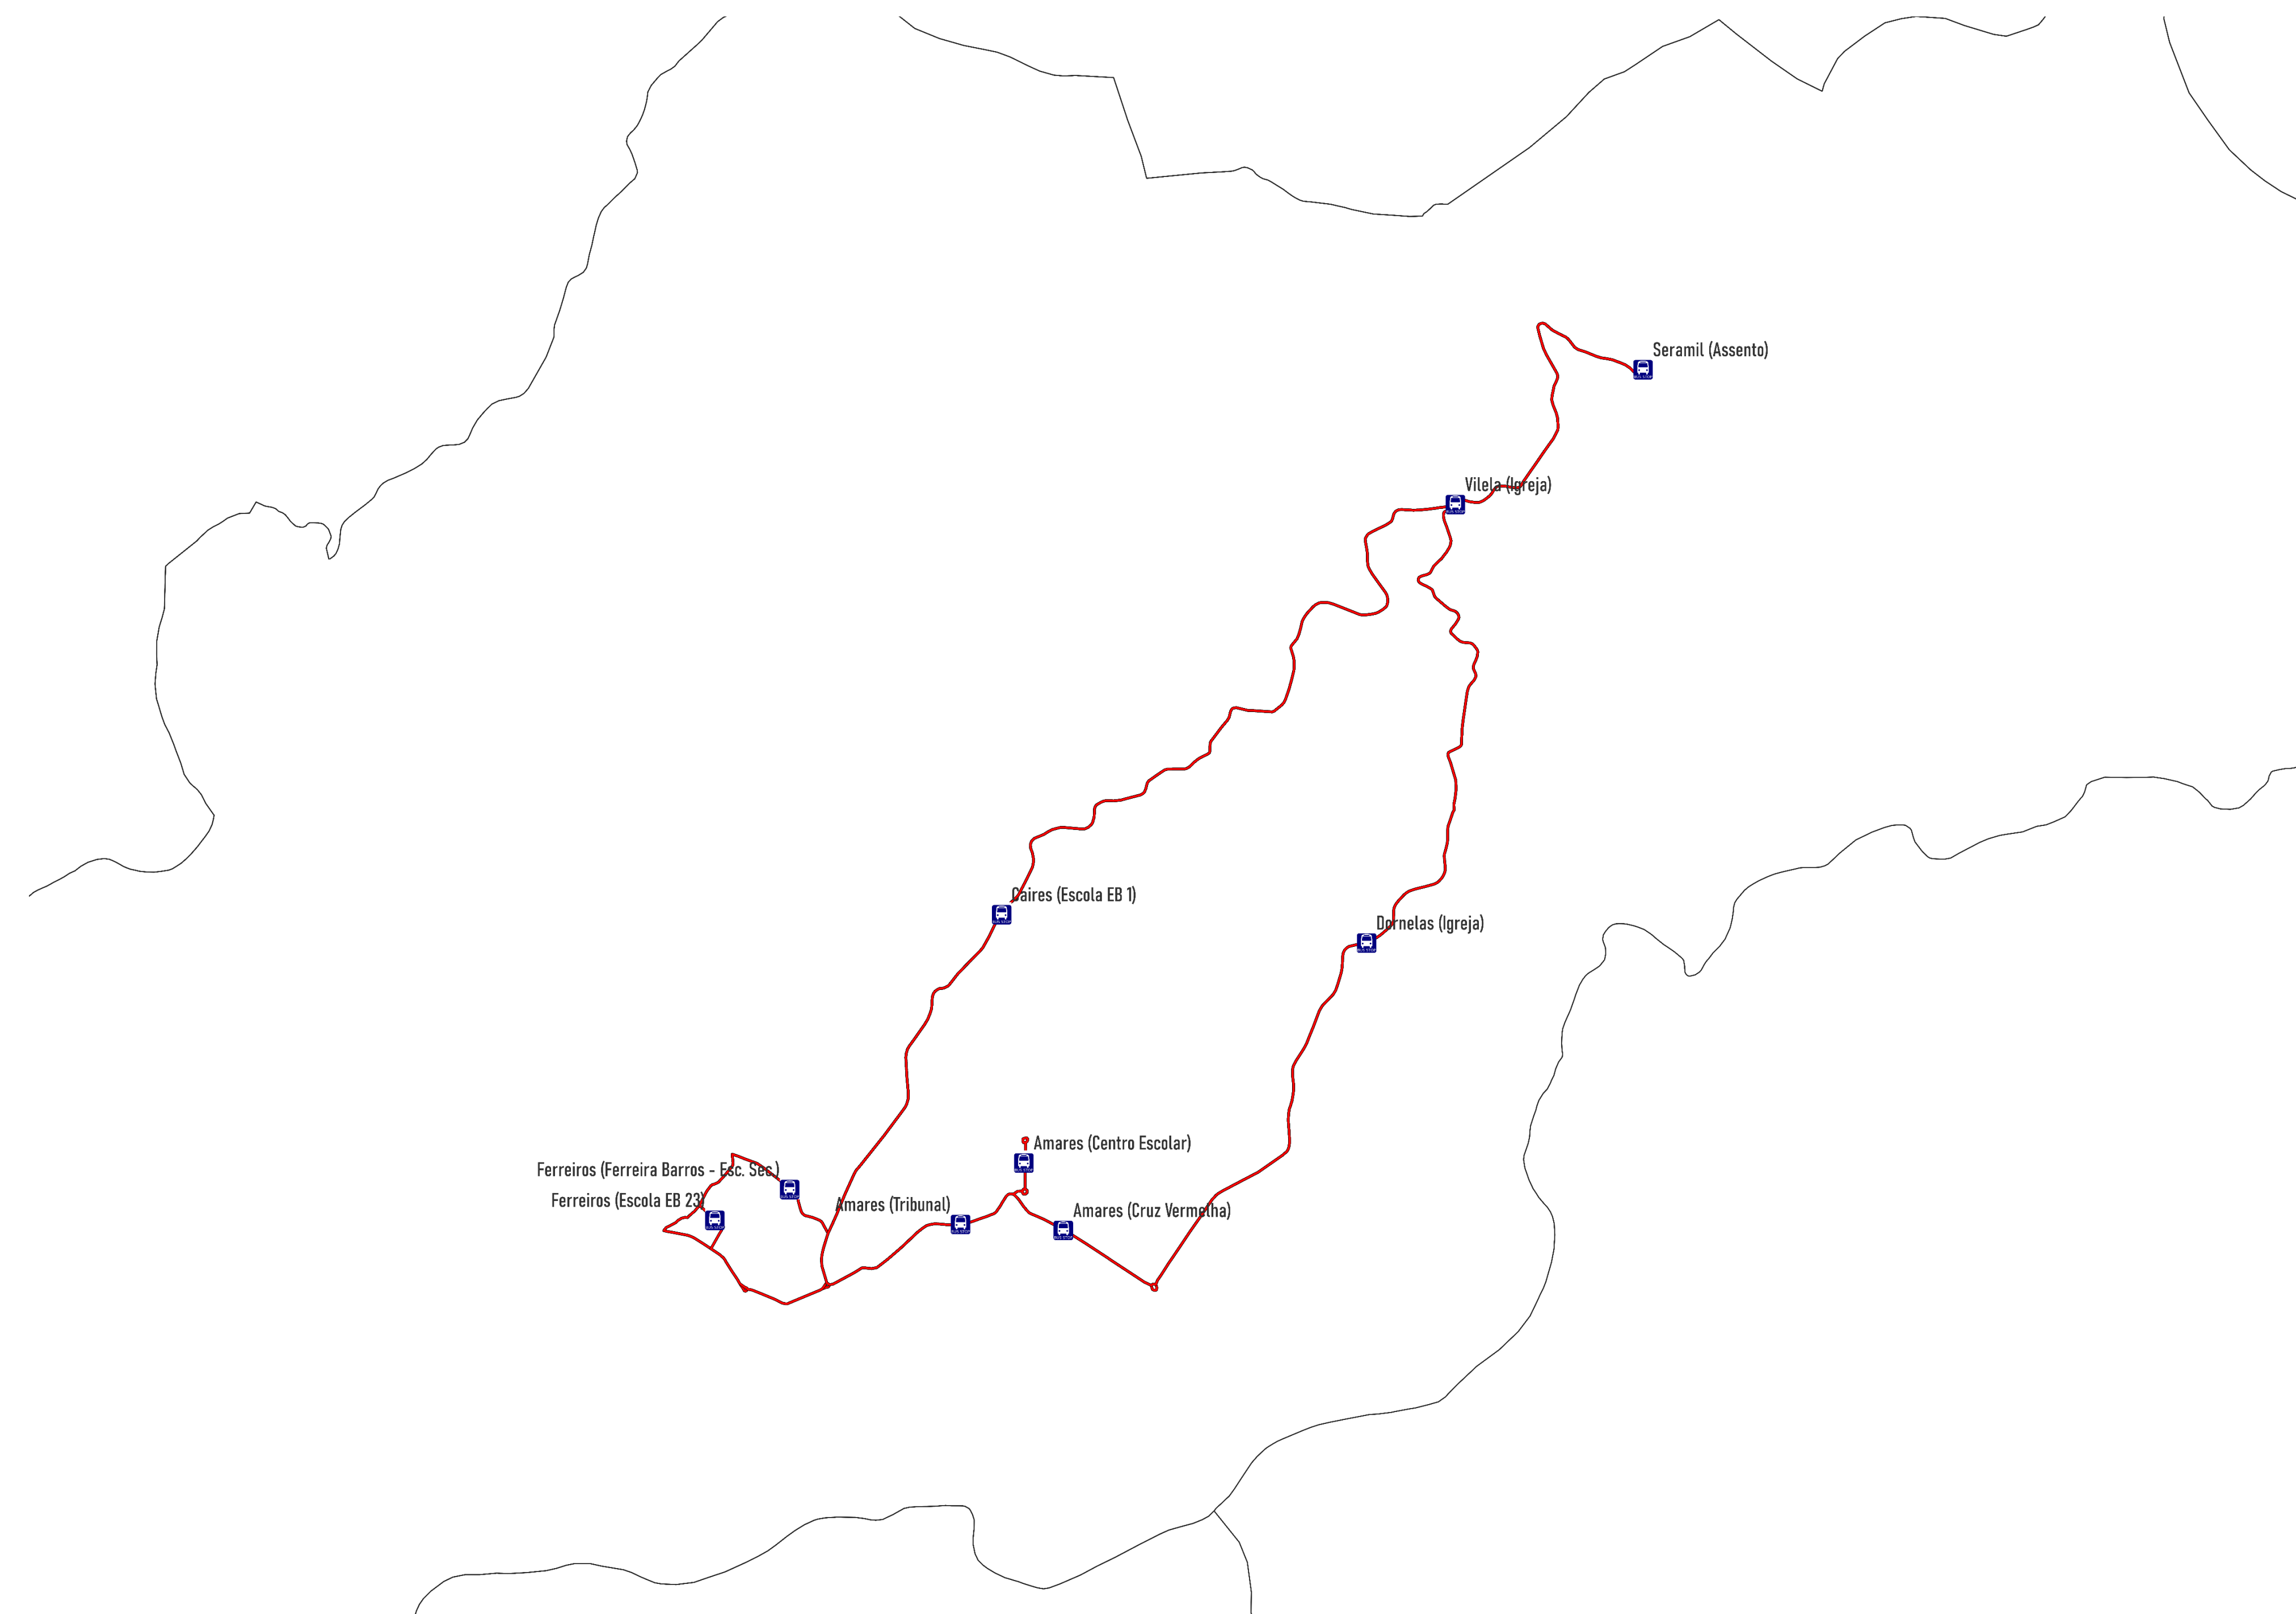 Seramil (Assento)
Vilela (Igreja)
Caires (Escola EB 1)
Dornelas (Igreja)
Amares (Centro Escolar)
Ferreiros (Ferreira Barros - Esc. Sec.)
Ferreiros (Escola EB 23)
Amares (Tribunal)
Amares (Cruz Vermelha)